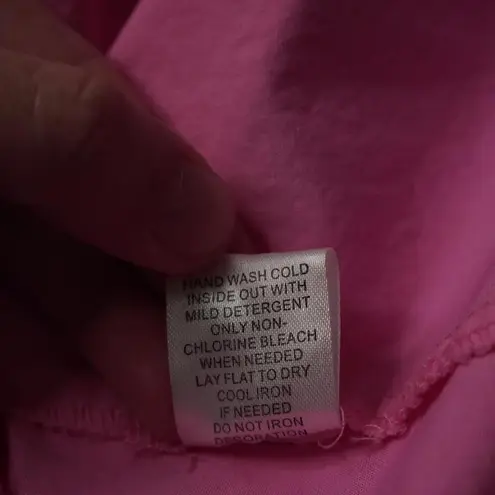 HAND WASH COLD
INSIDE OUT WITH
MILD DETERGENT
ONLY NON-
CHLORINE BLEACH
WHEN NEEDED
LAY FLAT TO DRY
COOL IRON
IF NEEDED
DO NOT IRON
DECORATION